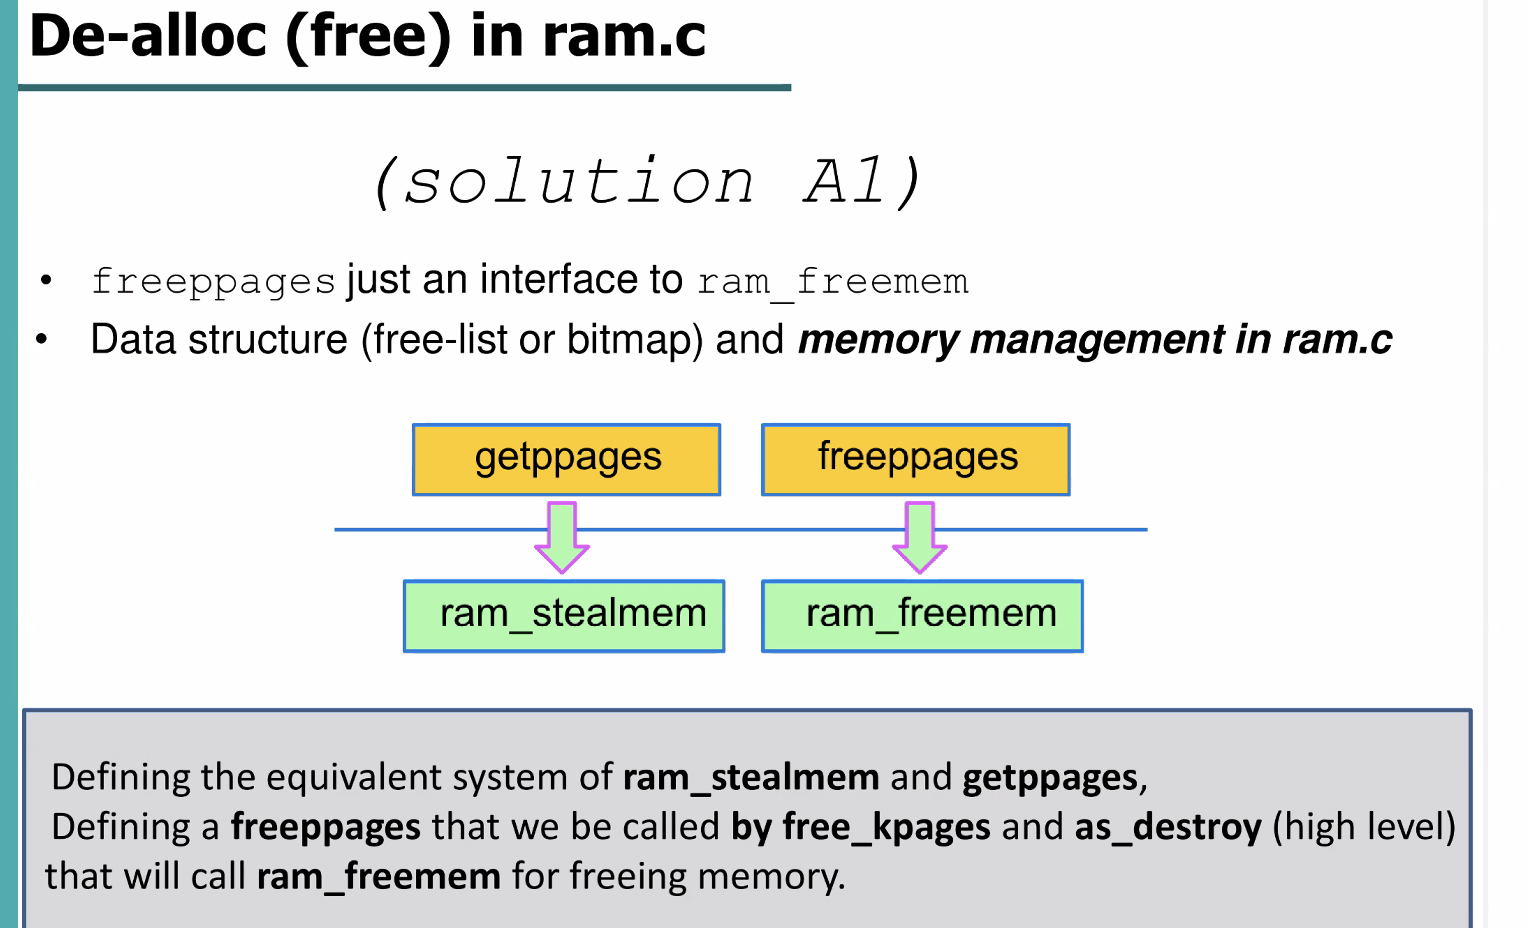 De-alloc (free) in ram.c
(solution A1)
• freeppages just an interface to ram_freemem
• Data structure (free-list or bitmap) and memory management in ram.c
getppages freeppages
ram_stealmem ram_freemem
Defining the equivalent system of ram_stealmem and getppages,
Defining a freeppages that we be called by free_kpages and as_destroy (high level)
that will call ram_freemem for freeing memory.